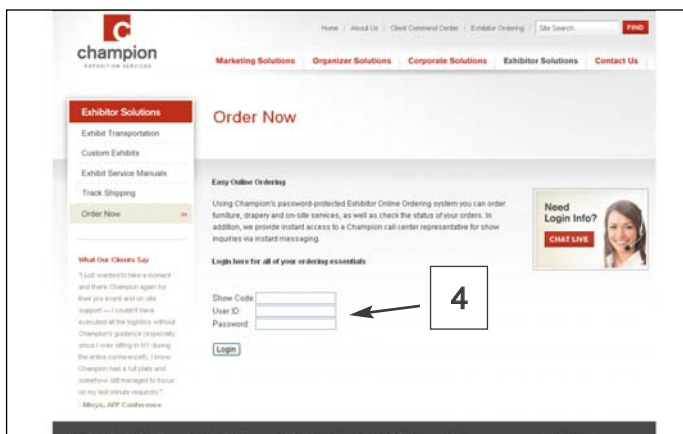 champion
EXPOSITION SERVICES
Home | About Us | Client Command Center | Exhibitor Ordering | Site Search FIND
Marketing Solutions Organizer Solutions Corporate Solutions Exhibitor Solutions Contact Us
Exhibitor Solutions
Exhibit Transportation
Custom Exhibits
Exhibit Service Manuals
Track Shipping
Order Now »
What Our Clients Say
"I just wanted to take a moment
and thank Champion again for
their pre event and on site
support — I couldn't have
executed all the logistics without
Champion's guidance (especially
since I was sitting in NY during
the entire conference!). I know
Champion had a full plate and
somehow still managed to focus
on my last minute requests."
- Misys, AFP Conference
Order Now
Easy Online Ordering
Using Champion's password-protected Exhibitor Online Ordering system you can order
furniture, drapery and on-site services, as well as check the status of your orders. In
addition, we provide instant access to a Champion call center representative for show
inquiries via instant messaging.
Login here for all of your ordering essentials
Show Code:
User ID:
Password:
Login
4
Need
Login Info?
CHAT LIVE